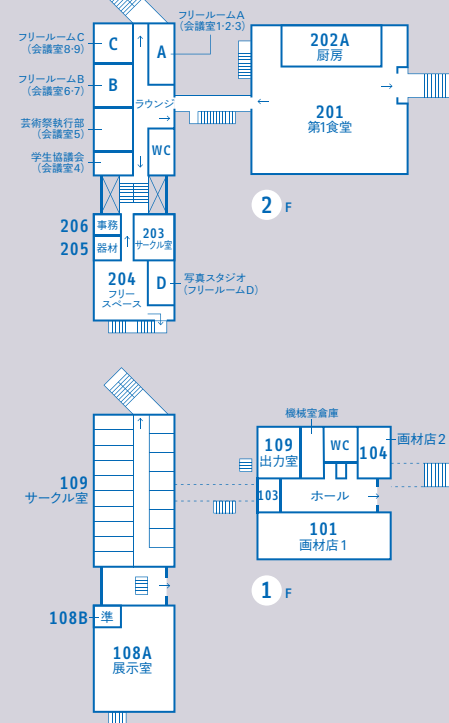 フリールームA
(会議室1・2・3)
フリールームC
(会議室8・9)
C
A
202A
厨房
フリールームB
(会議室6・7)
B
ラウンジ
201
第1食堂
芸術祭執行部
(会議室5)
学生協議会
(会議室4)
WC
2 F
206
事務
203
サークル室
205
器材
204
フリー
スペース
D
写真スタジオ
(フリールームD)
機械室倉庫
109
出力室
WC
104
画材店2
109
サークル室
103
ホール
101
画材店1
1 F
108B
準
108A
展示室